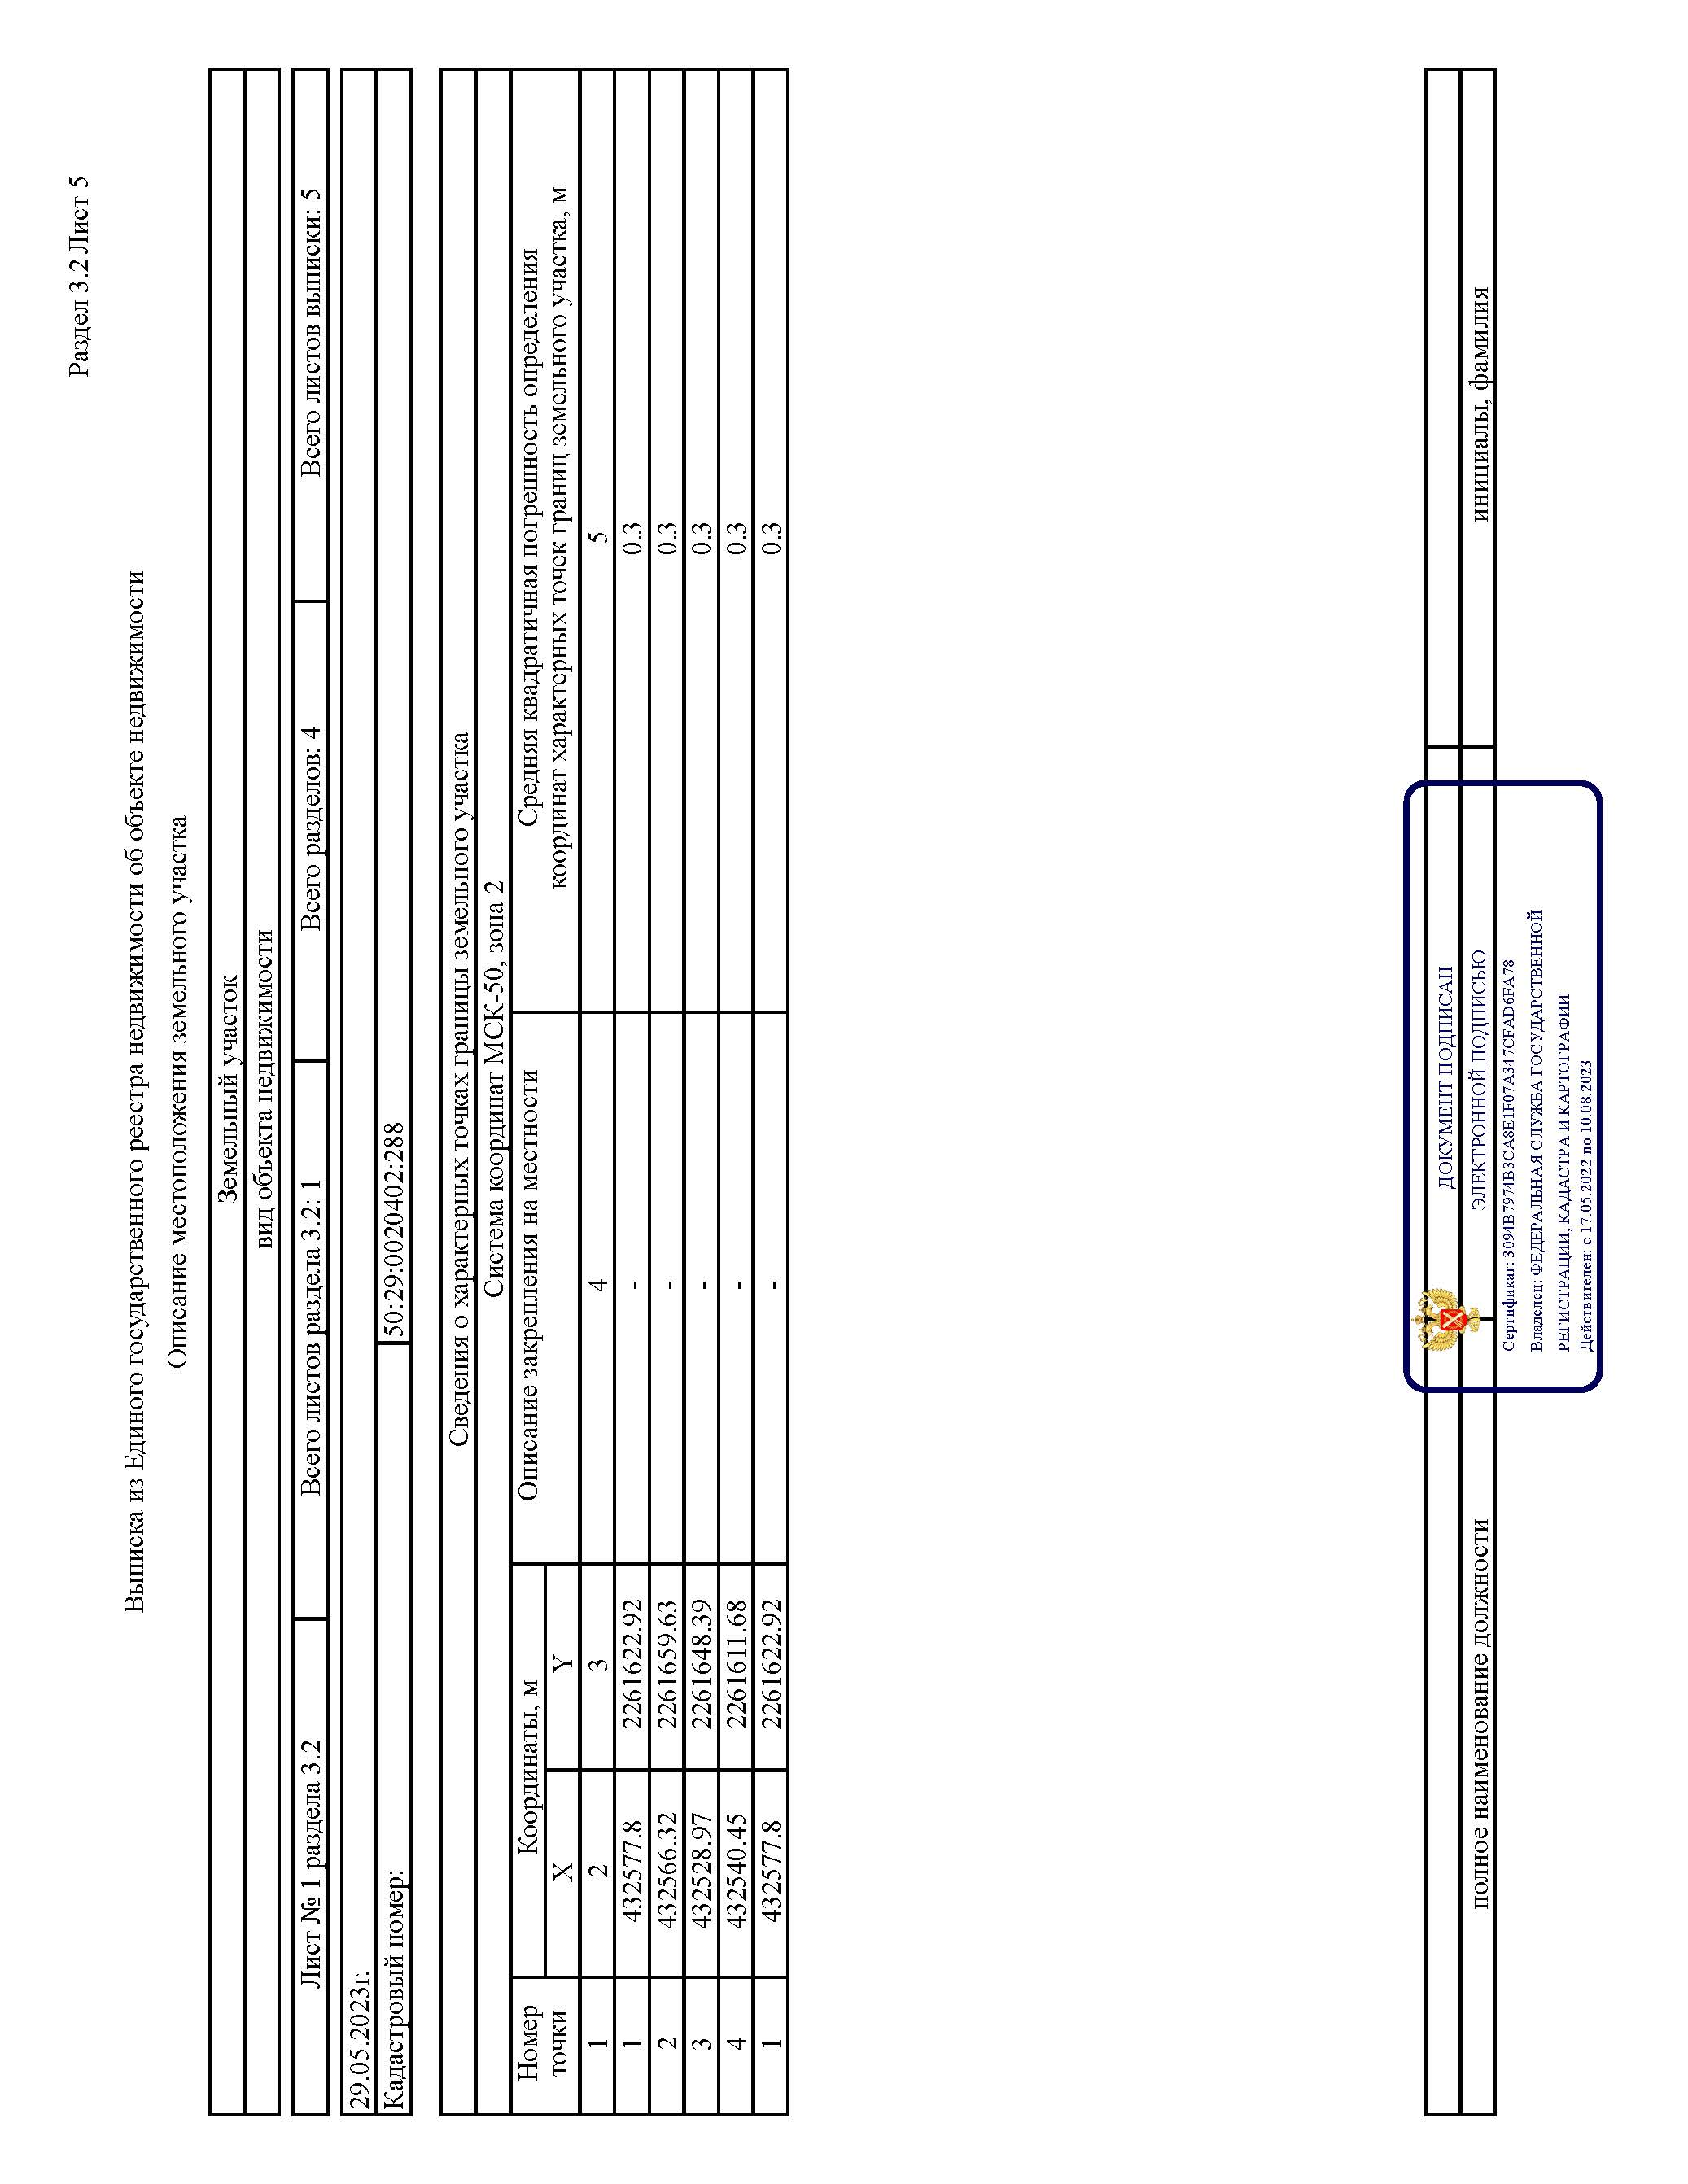 Раздел 3.2 Лист 5
Выписка из Единого государственного реестра недвижимости об объекте недвижимости
Описание местоположения земельного участка
Земельный участок
вид объекта недвижимости
Лист № 1 раздела 3.2 Всего листов раздела 3.2: 1 Всего разделов: 4 Всего листов выписки: 5
29.05.2023г.
Кадастровый номер: 50:29:0020402:288
Сведения о характерных точках границы земельного участка
Система координат МСК-50, зона 2
Номер точки Координаты, м Описание закрепления на местности Средняя квадратичная погрешность определения
координат характерных точек границ земельного участка, м
X Y
1 2 3 4 5
1 432577.8 2261622.92 - 0.3
2 432566.32 2261659.63 - 0.3
3 432528.97 2261648.39 - 0.3
4 432540.45 2261611.68 - 0.3
1 432577.8 2261622.92 - 0.3
полное наименование должности инициалы, фамилия
ДОКУМЕНТ ПОДПИСАН
ЭЛЕКТРОННОЙ ПОДПИСЬЮ
Сертификат: 3094B7974B3CA8E1F07A347CFAD6FA78
Владелец: ФЕДЕРАЛЬНАЯ СЛУЖБА ГОСУДАРСТВЕННОЙ
РЕГИСТРАЦИИ, КАДАСТРА И КАРТОГРАФИИ
Действителен: с 17.05.2022 по 10.08.2023